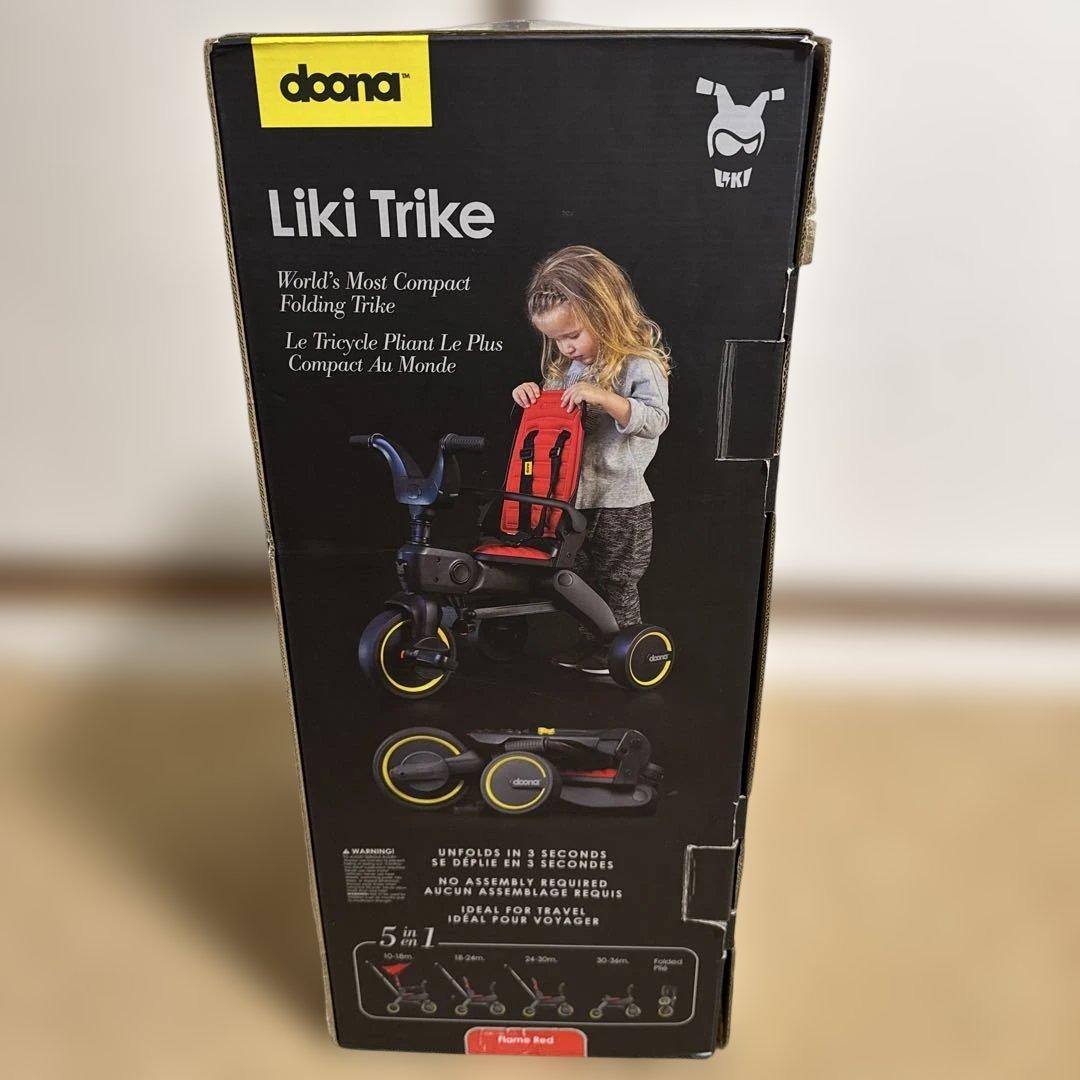 doona™
LIKI
Liki Trike
World's Most Compact
Folding Trike
Le Tricycle Pliant Le Plus
Compact Au Monde
doona
doona
WARNING!
UNFOLDS IN 3 SECONDS
SE DÉPLIE EN 3 SECONDES
NO ASSEMBLY REQUIRED
AUCUN ASSEMBLAGE REQUIS
IDEAL FOR TRAVEL
IDÉAL POUR VOYAGER
5 in en 1
10-18m. 18-24m. 24-30m. 30-36m. Folded
Plié
Flame Red